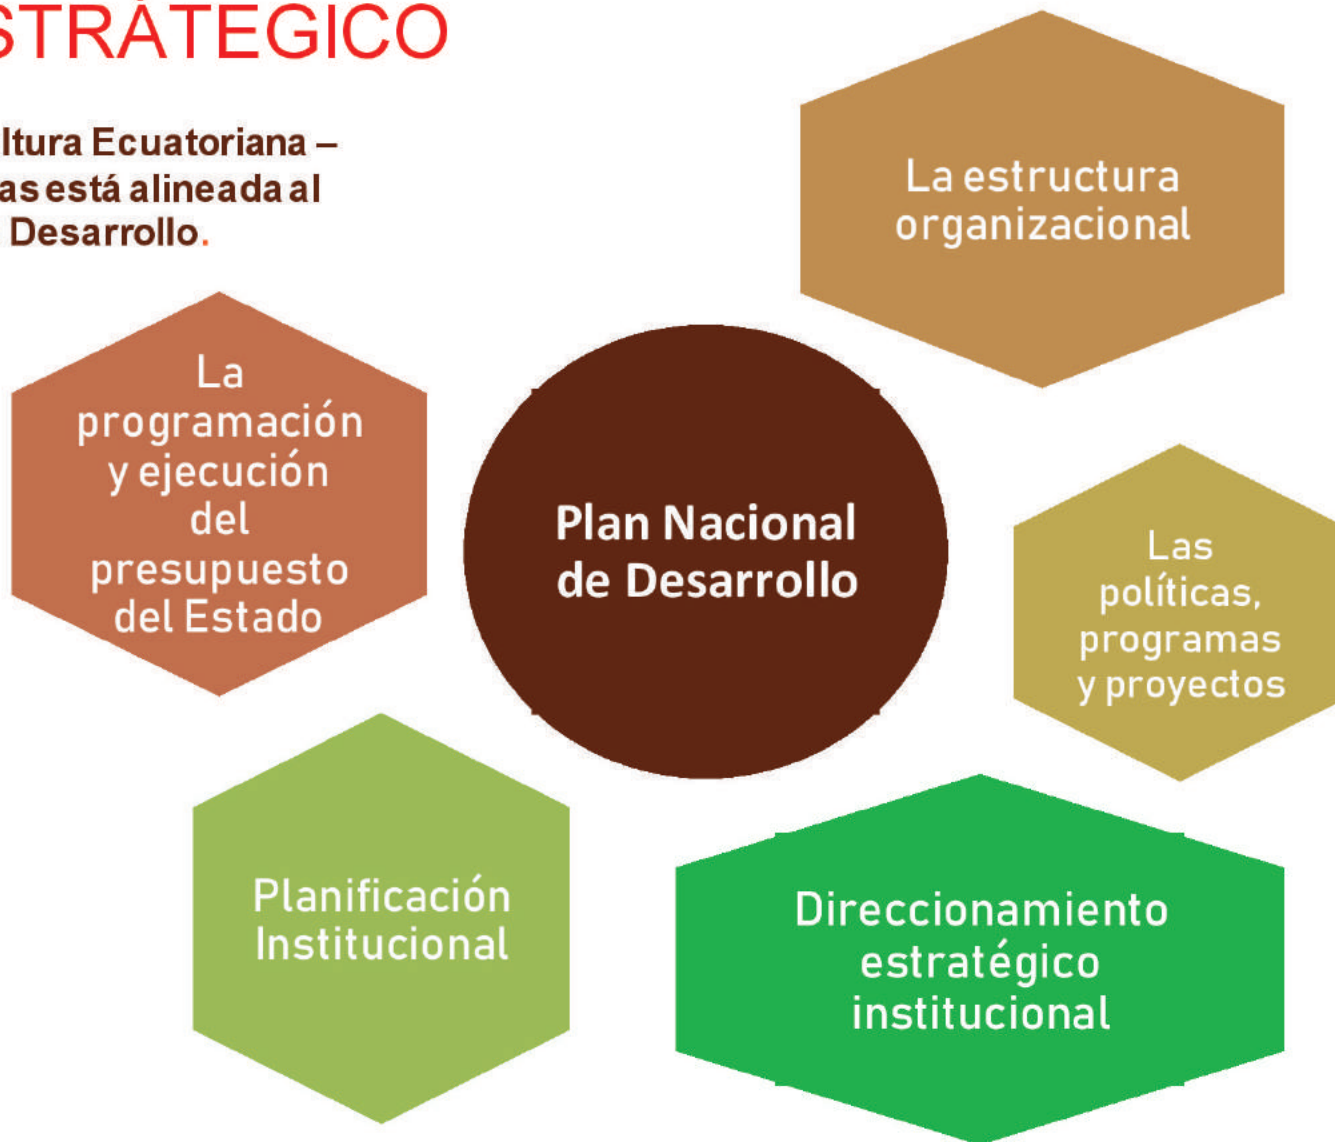 STRÁTEGICO
ltura Ecuatoriana –
as está alineada al
Desarrollo.
La estructura
organizacional
La
programación
y ejecución
del
presupuesto
del Estado
Plan Nacional
de Desarrollo
Las
políticas,
programas
y proyectos
Planificación
Institucional
Direccionamiento
estratégico
institucional